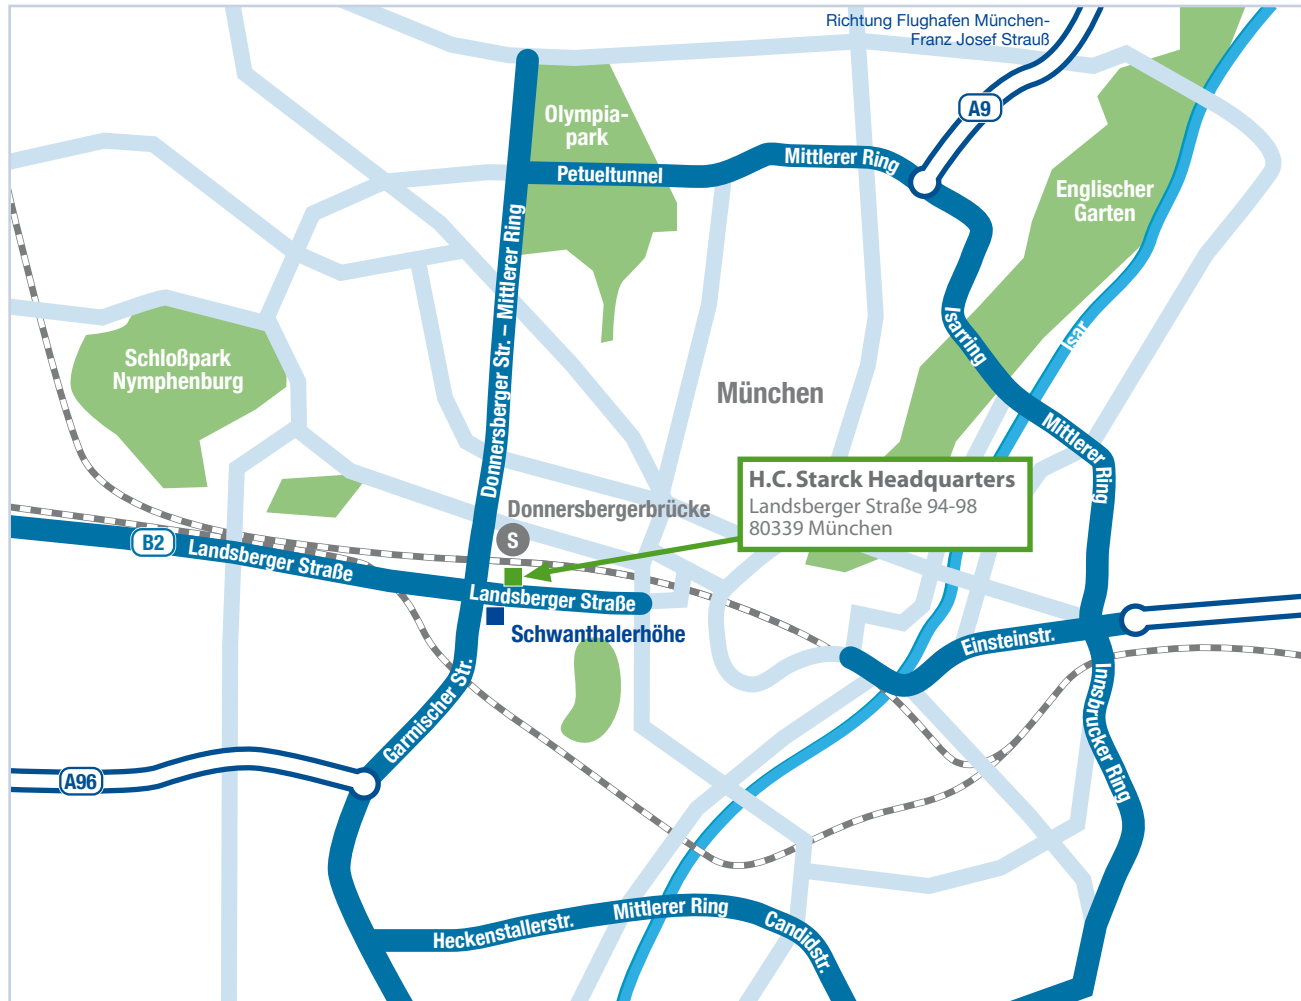 Richtung Flughafen München-
Franz Josef Strauß
A9
Olympia-
park
Mittlerer Ring
Petueltunnel
Englischer
Garten
Donnersberger Str. – Mittlerer Ring
Isarring
Isar
Schloßpark
Nymphenburg
München
Mittlerer Ring
H.C. Starck Headquarters
Landsberger Straße 94-98
80339 München
Donnersbergerbrücke
S
B2
Landsberger Straße
Landsberger Straße
Schwanthalerhöhe
Einsteinstr.
Garmischer Str.
Innsbrucker Ring
A96
Heckenstallerstr.
Mittlerer Ring
Candidstr.